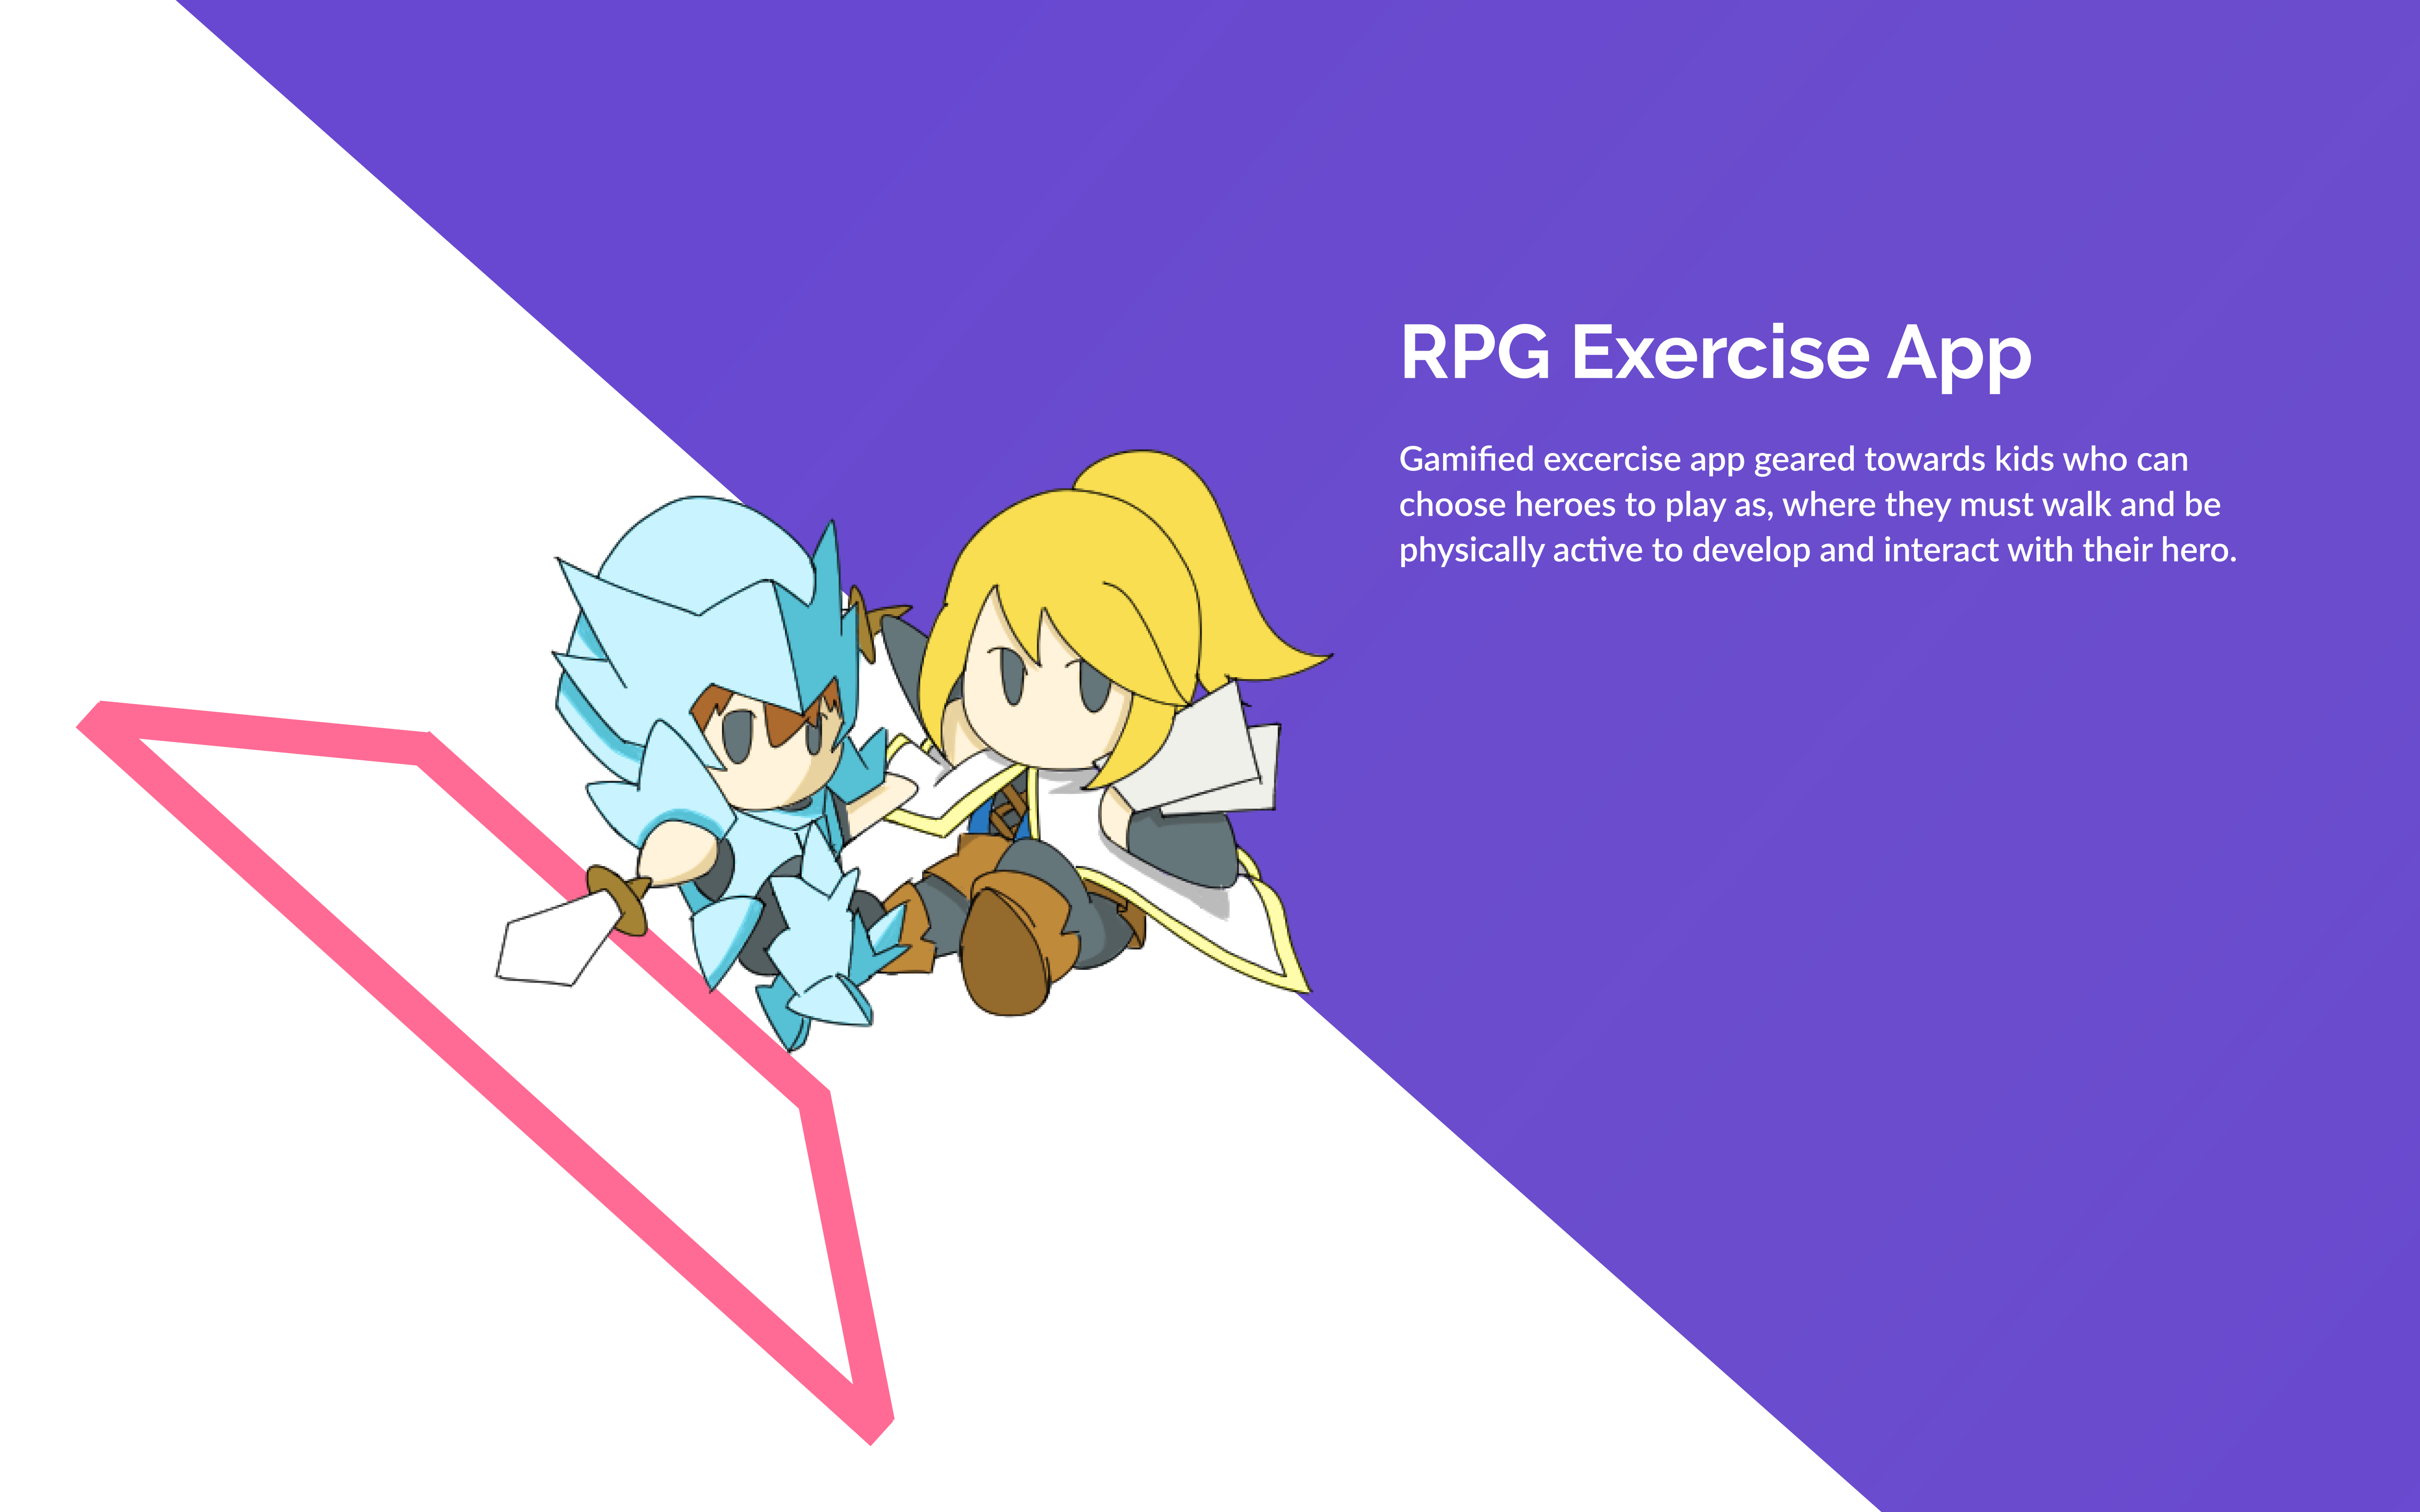 RPG Exercise App
Gamified excercise app geared towards kids who can
choose heroes to play as, where they must walk and be
physically active to develop and interact with their hero.